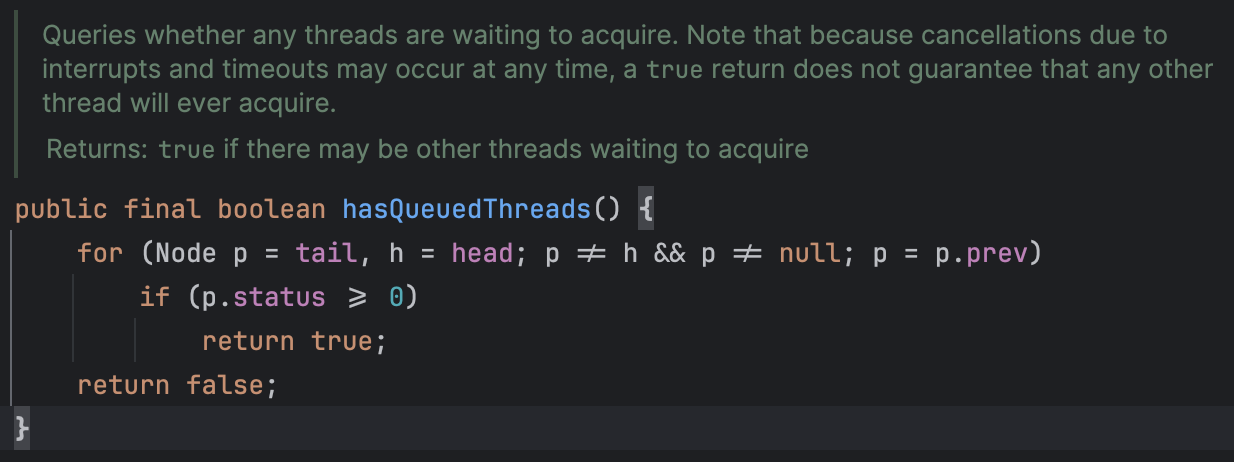 Queries whether any threads are waiting to acquire. Note that because cancellations due to
interrupts and timeouts may occur at any time, a true return does not guarantee that any other
thread will ever acquire.
Returns: true if there may be other threads waiting to acquire
public final boolean hasQueuedThreads() {
    for (Node p = tail, h = head; p != h && p != null; p = p.prev)
        if (p.status >= 0)
            return true;
    return false;
}